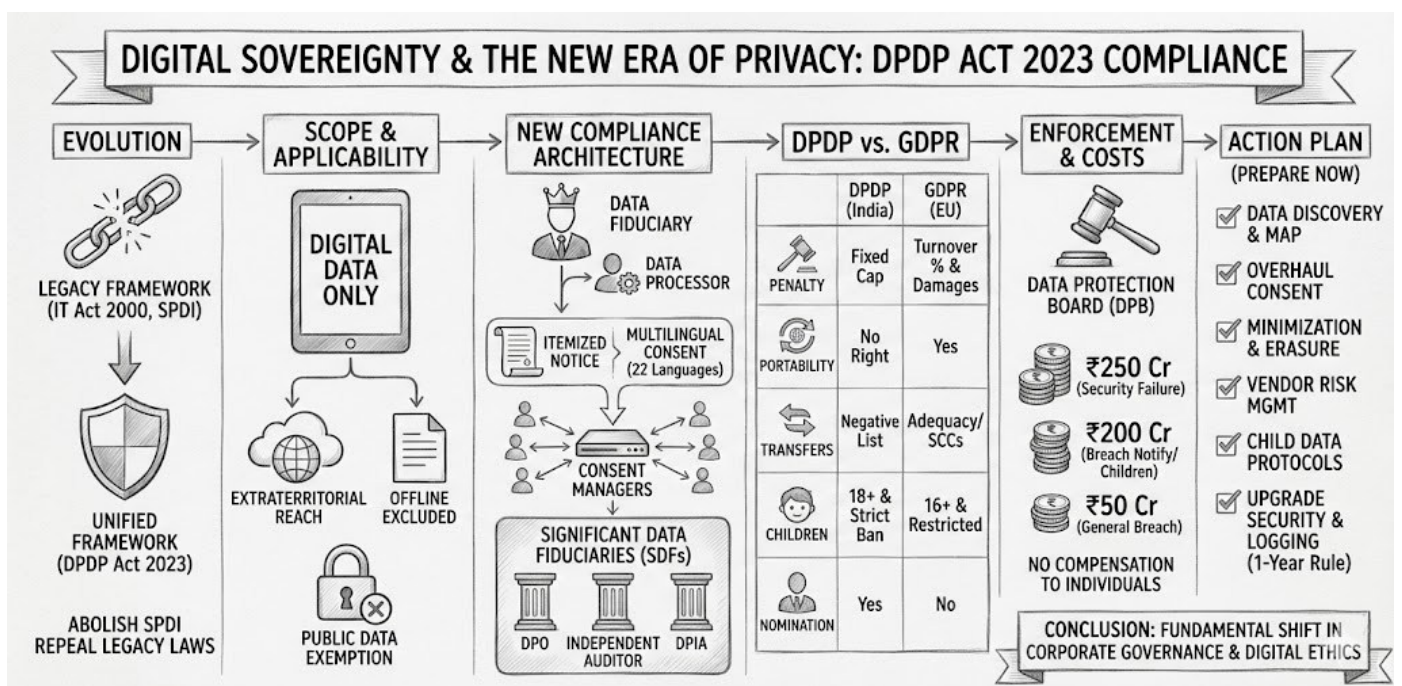 DIGITAL SOVEREIGNTY & THE NEW ERA OF PRIVACY: DPDP ACT 2023 COMPLIANCE
EVOLUTION
LEGACY FRAMEWORK
(IT Act 2000, SPDI)
UNIFIED
FRAMEWORK
(DPDP Act 2023)
ABOLISH SPDI
REPEAL LEGACY LAWS
SCOPE &
APPLICABILITY
DIGITAL
DATA
ONLY
EXTRATERRITORIAL
REACH
OFFLINE
EXCLUDED
PUBLIC DATA
EXEMPTION
NEW COMPLIANCE
ARCHITECTURE
DATA
FIDUCIARY
DATA
PROCESSOR
ITEMIZED
NOTICE
MULTILINGUAL
CONSENT
(22 Languages)
CONSENT
MANAGERS
SIGNIFICANT DATA
FIDUCIARIES (SDFs)
DPO
INDEPENDENT
AUDITOR
DPIA
DPDP vs. GDPR
DPDP
(India)
GDPR
(EU)
PENALTY
Fixed
Cap
Turnover
% &
Damages
PORTABILITY
No
Right
Yes
TRANSFERS
Negative
List
Adequacy/
SCCs
CHILDREN
18+ &
Strict
Ban
16+ &
Restricted
NOMINATION
Yes
No
ENFORCEMENT
& COSTS
DATA PROTECTION
BOARD (DPB)
₹250 Cr
(Security Failure)
₹200 Cr
(Breach Notify/
Children)
₹50 Cr
(General Breach)
NO COMPENSATION
TO INDIVIDUALS
ACTION PLAN
(PREPARE NOW)
DATA DISCOVERY
& MAP
OVERHAUL
CONSENT
MINIMIZATION
& ERASURE
VENDOR RISK
MGMT
CHILD DATA
PROTOCOLS
UPGRADE
SECURITY &
LOGGING
(1-Year Rule)
CONCLUSION: FUNDAMENTAL SHIFT IN
CORPORATE GOVERNANCE & DIGITAL ETHICS